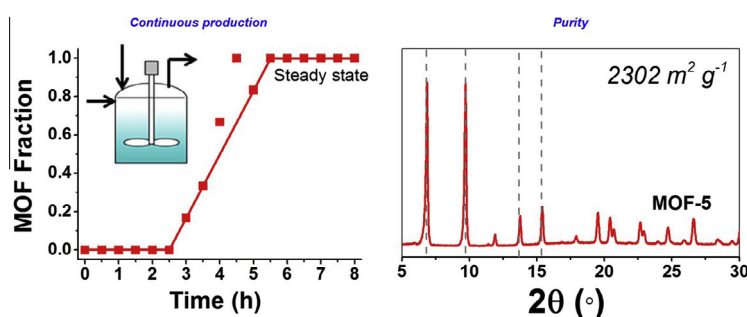 Continuous production
Purity
MOF Fraction
1.0
0.8
0.6
0.4
0.2
0.0
Steady state
0 1 2 3 4 5 6 7 8
Time (h)
2302 m² g⁻¹
MOF-5
5 10 15 20 25 30
2θ (◦)